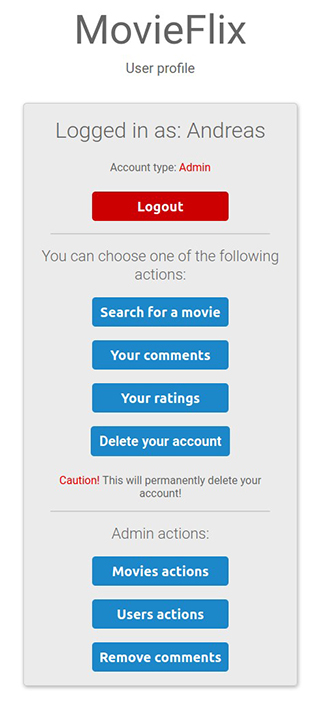 MovieFlix
User profile
Logged in as: Andreas
Account type: Admin
Logout
You can choose one of the following
actions:
Search for a movie
Your comments
Your ratings
Delete your account
Caution! This will permanently delete your
account!
Admin actions:
Movies actions
Users actions
Remove comments